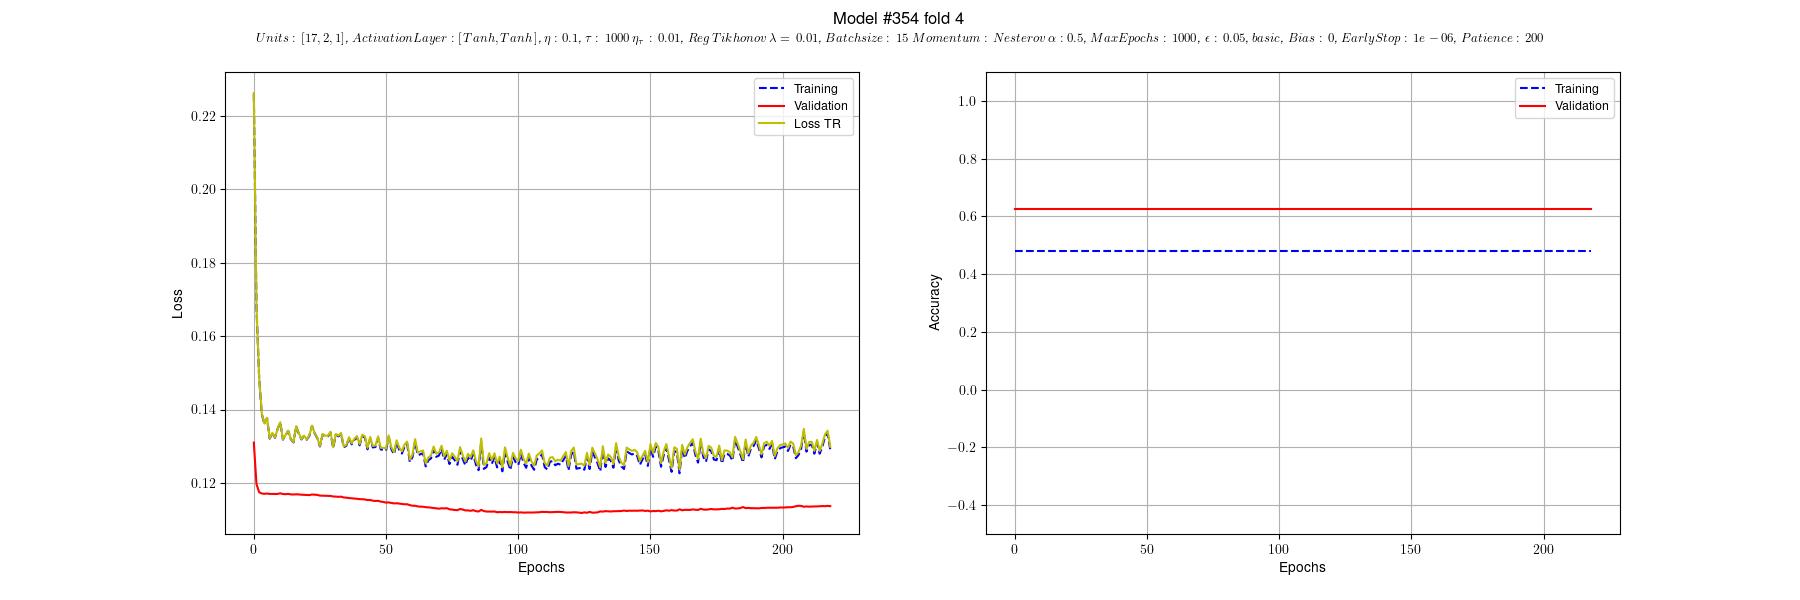 Model #354 fold 4
Units : [17, 2, 1], ActivationLayer : [Tanh, Tanh], η : 0.1, τ : 1000 η_τ : 0.01, Reg Tikhonov λ = 0.01, Batchsize : 15 Momentum : Nesterov α : 0.5, MaxEpochs : 1000, ϵ : 0.05, basic, Bias : 0, EarlyStop : 1e − 06, Patience : 200
Loss
0.22
0.20
0.18
0.16
0.14
0.12
0
50
100
150
200
Epochs
Training
Validation
Loss TR
Accuracy
1.0
0.8
0.6
0.4
0.2
0.0
−0.2
−0.4
0
50
100
150
200
Epochs
Training
Validation